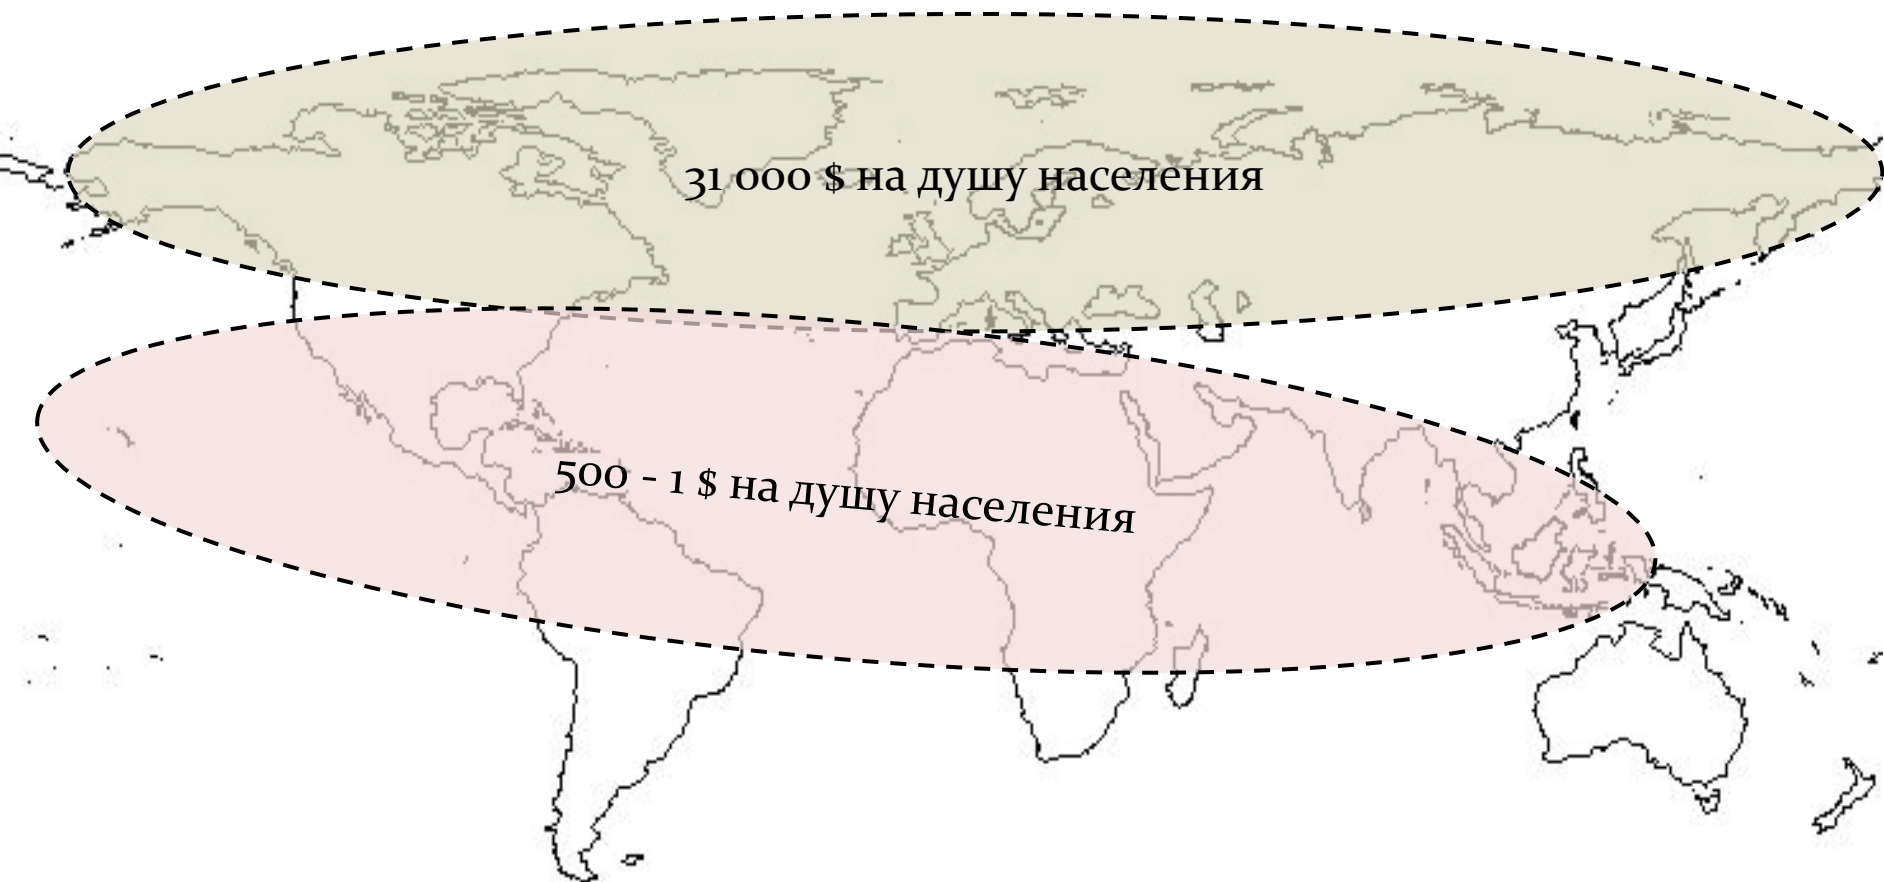 31 000 $ на душу населения
500 - 1 $ на душу населения